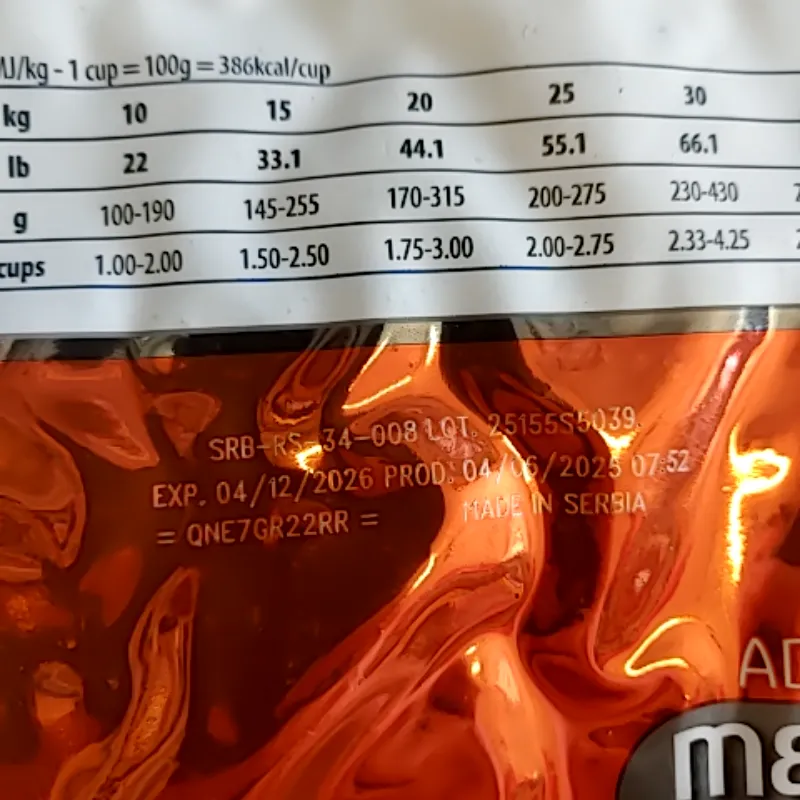 MJ/kg - 1 cup = 100g = 386kcal/cup
kg 10 15 20 25 30
lb 22 33.1 44.1 55.1 66.1
g 100-190 145-255 170-315 200-275 230-430
cups 1.00-2.00 1.50-2.50 1.75-3.00 2.00-2.75 2.33-4.25
SRB-RS-34-008 LOT. 25155S5039
EXP. 04/12/2026 PROD. 04/06/2025 07:52
= QNE7GR22RR = MADE IN SERBIA